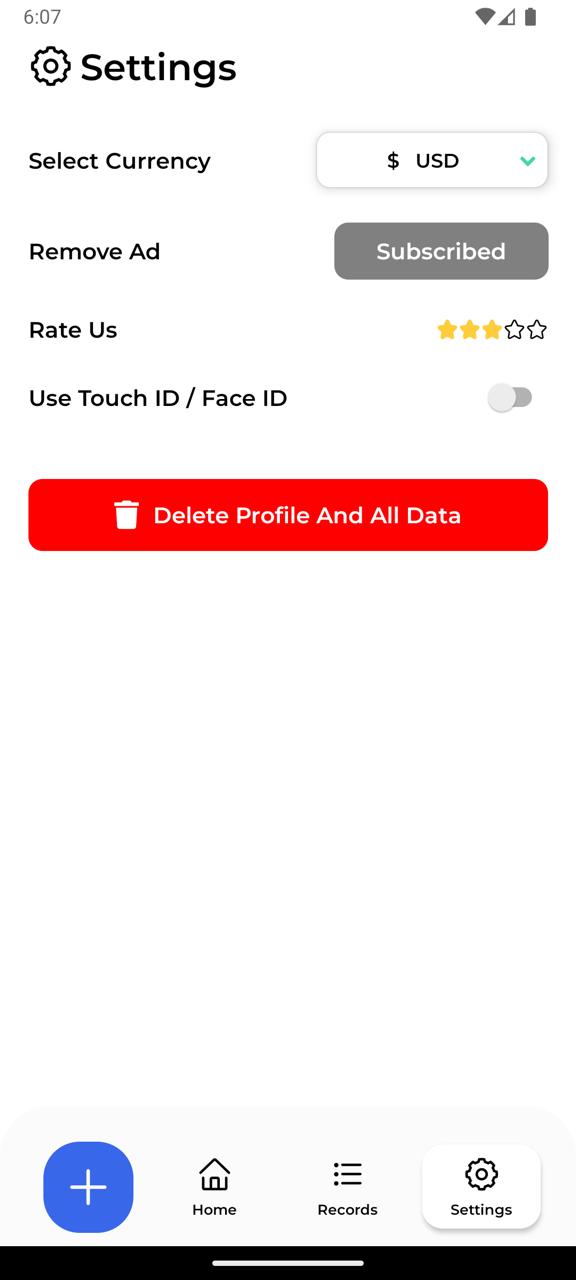 6:07
Settings
Select Currency
$ USD
Remove Ad
Subscribed
Rate Us
Use Touch ID / Face ID
Delete Profile And All Data
Home
Records
Settings